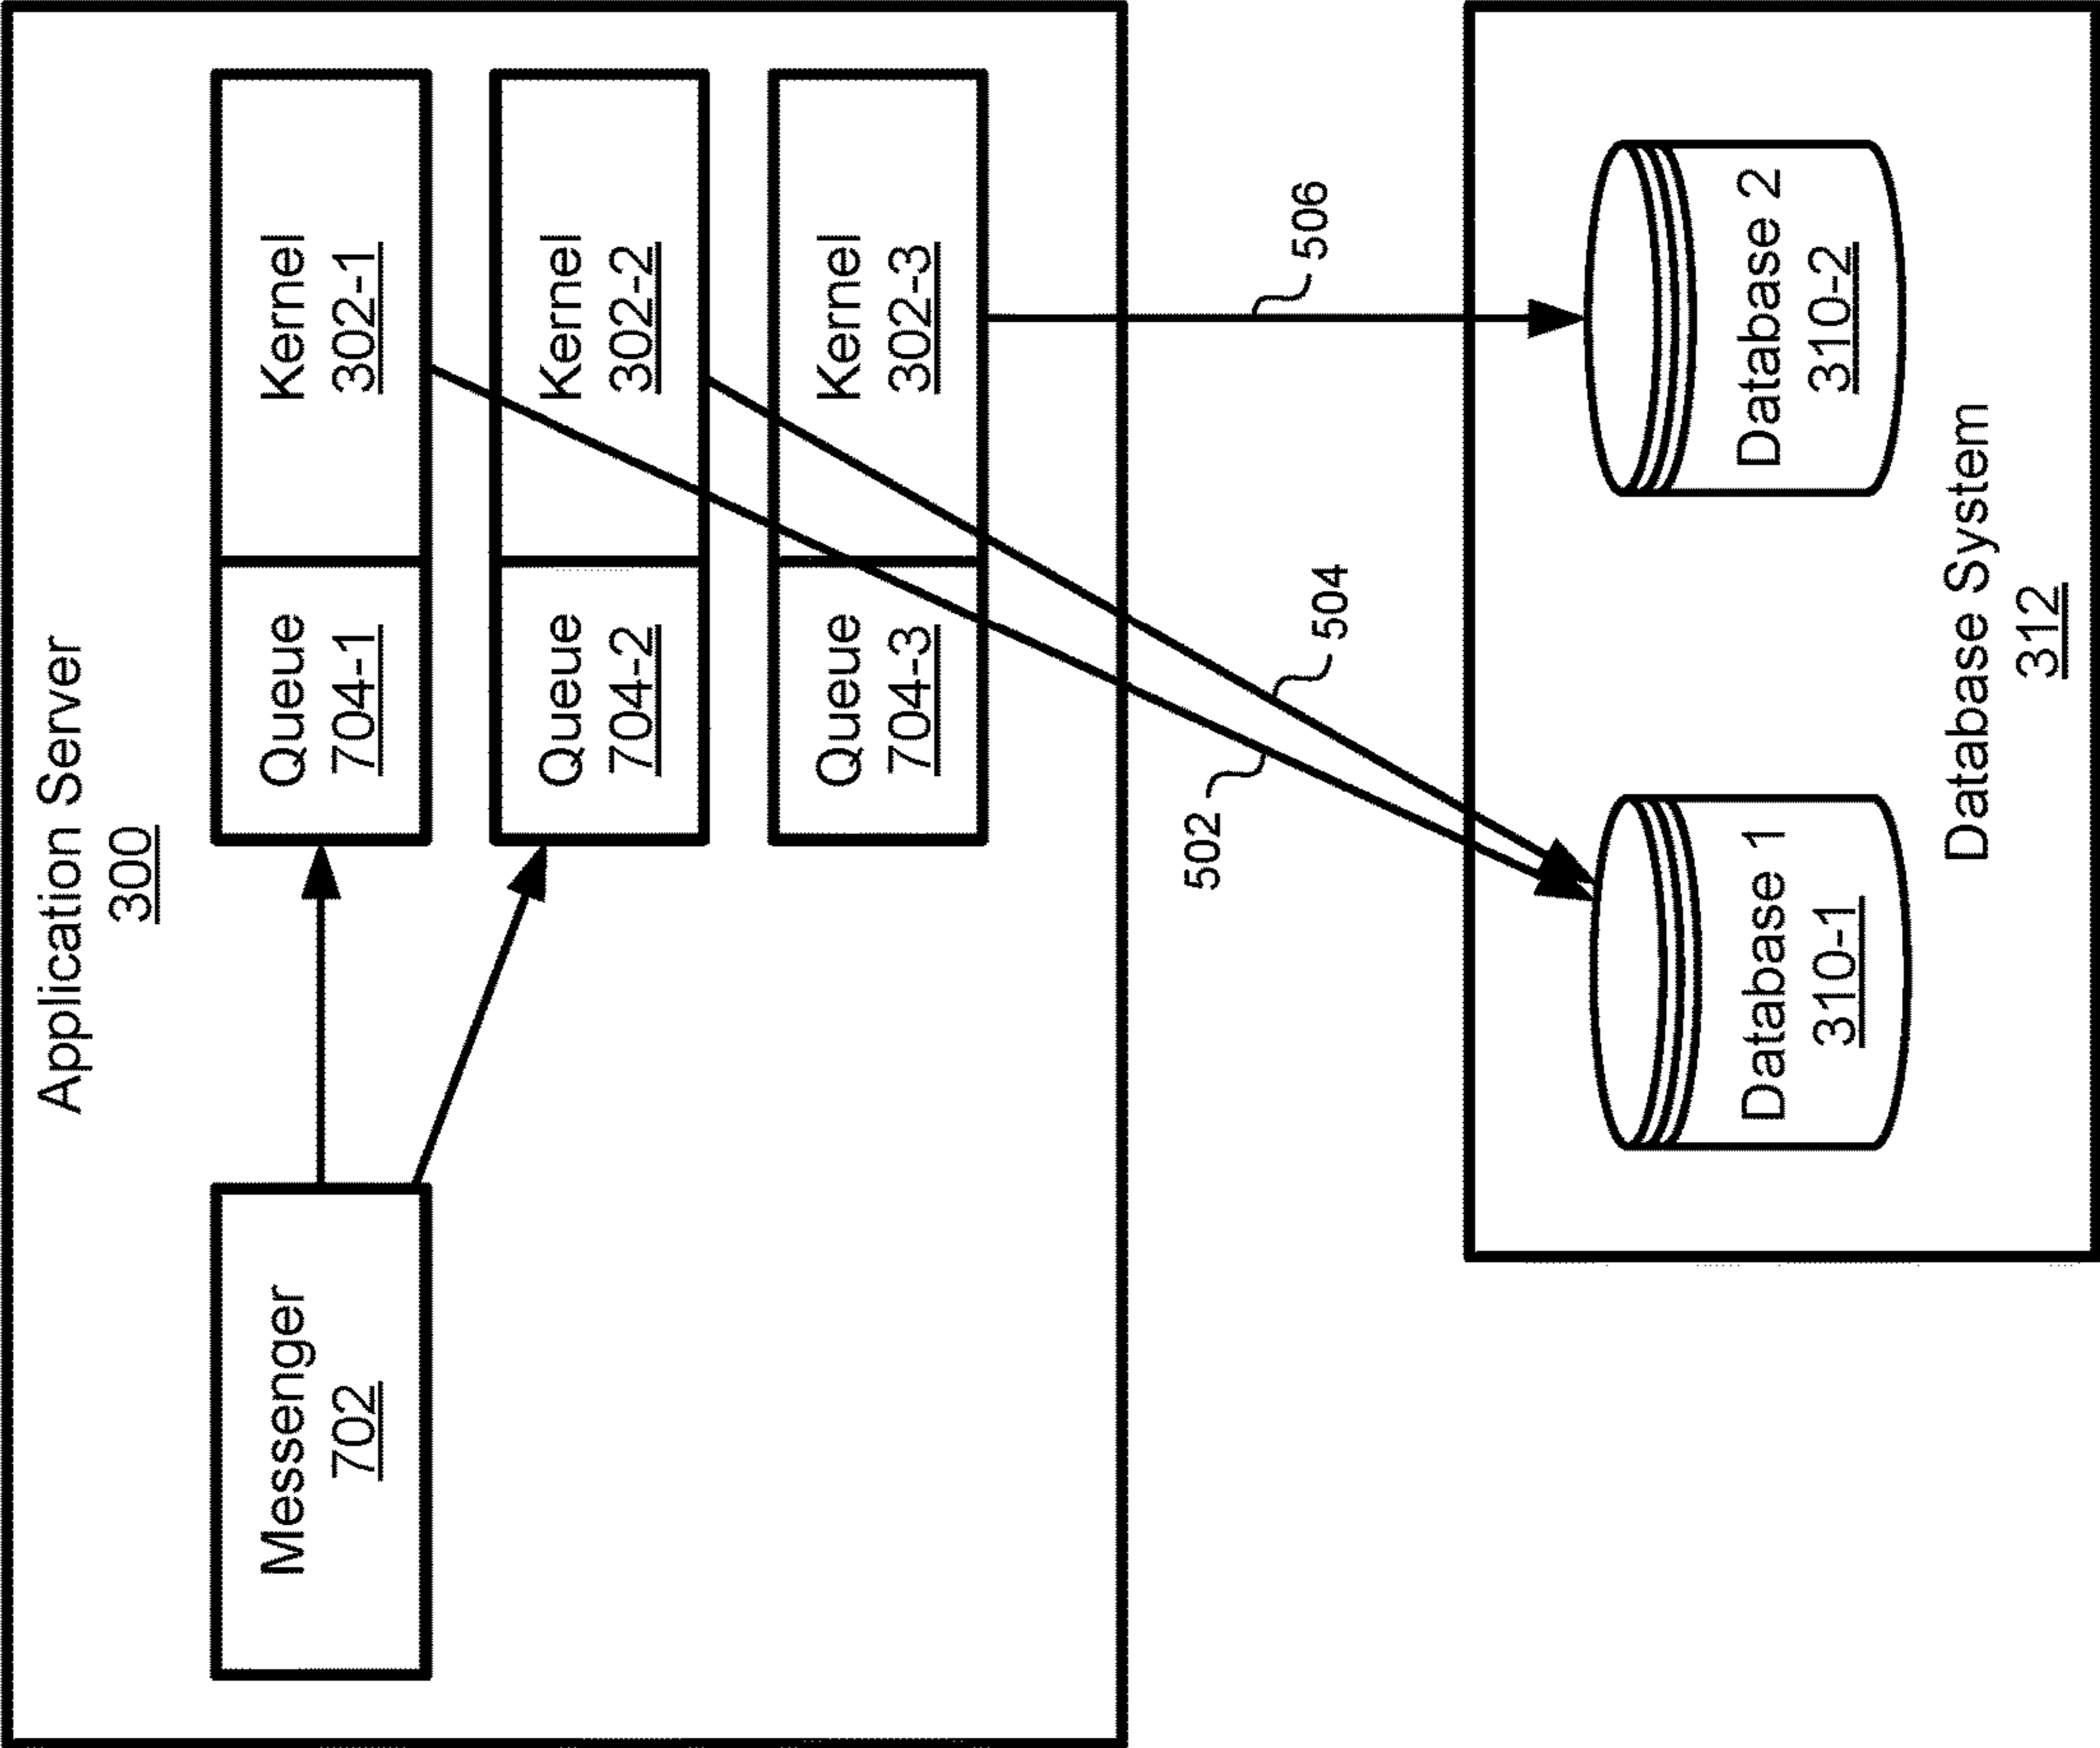 Application Server
300
Messenger
702
Queue
704-1
Kernel
302-1
Queue
704-2
Kernel
302-2
Queue
704-3
Kernel
302-3
502
504
506
Database 1
310-1
Database 2
310-2
Database System
312